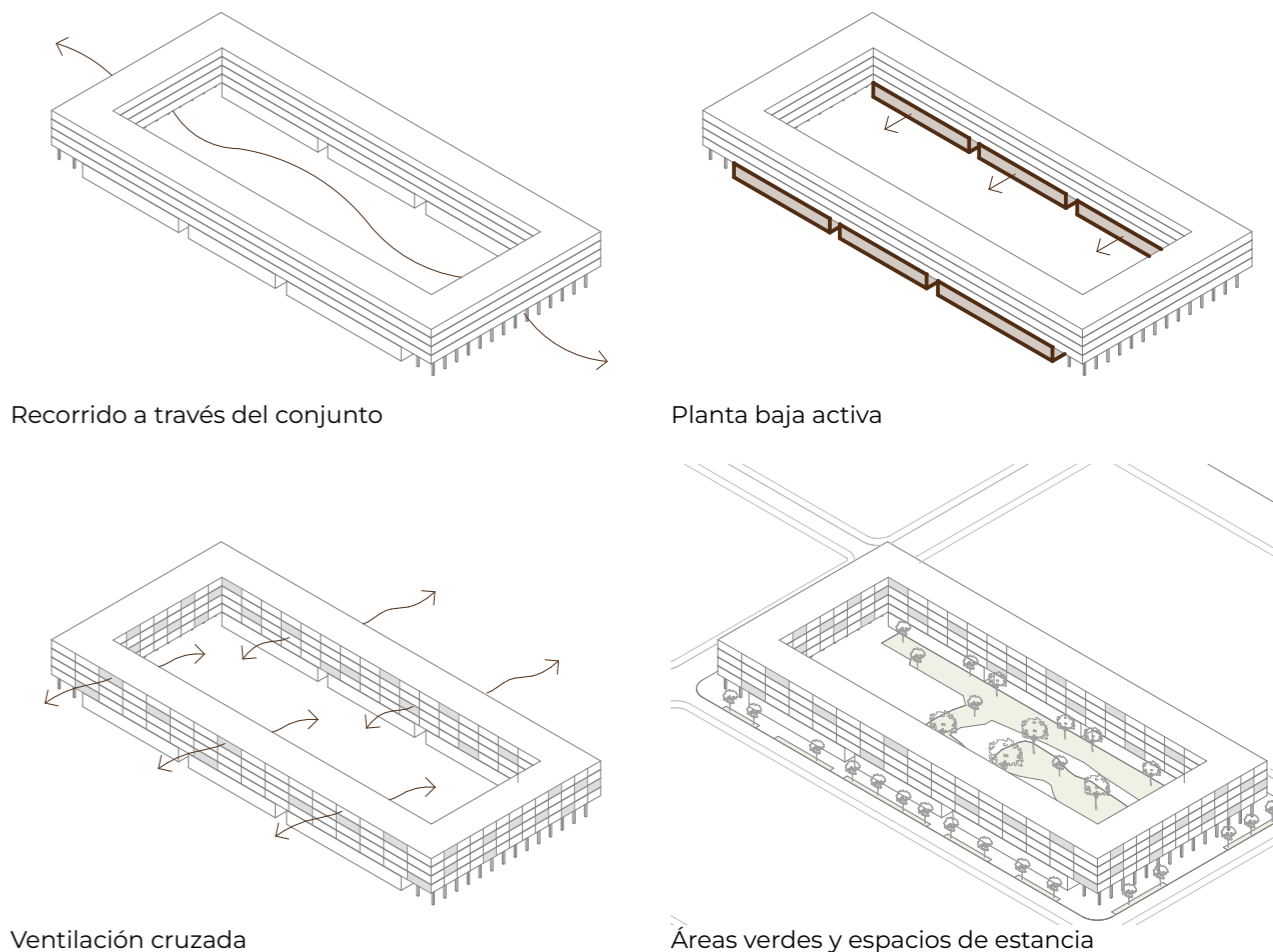 Recorrido a través del conjunto
Planta baja activa
Ventilación cruzada
Áreas verdes y espacios de estancia